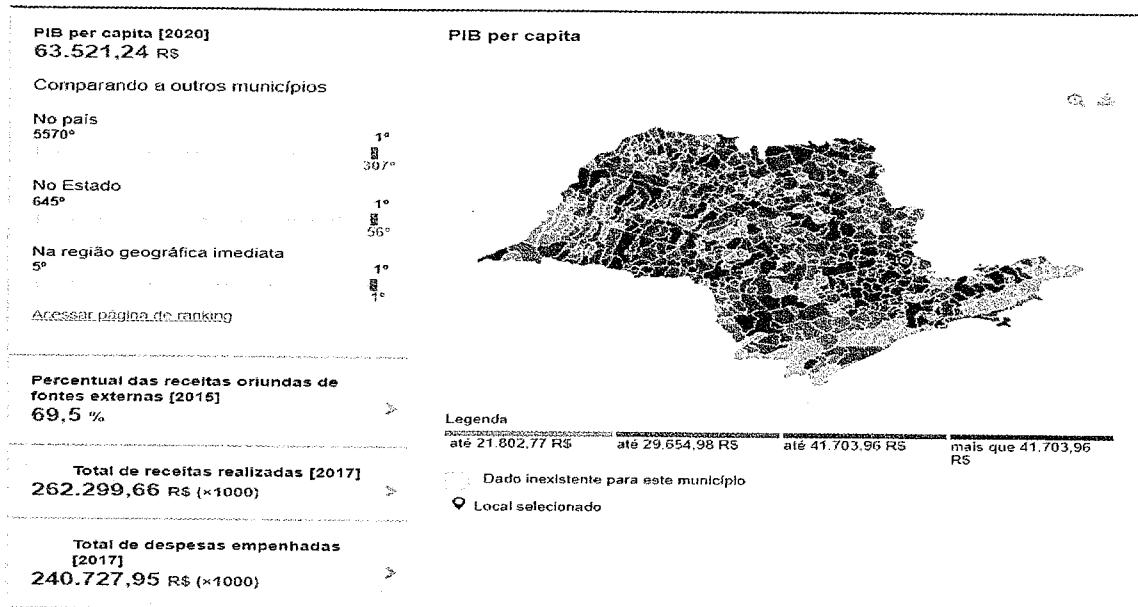 PIB per capita [2020]
63.521,24 R$
Comparando a outros municípios
No país
5570º
1º
307º
No Estado
645º
1º
56º
Na região geográfica imediata
5º
1º
1º
Acessar página de ranking
Percentual das receitas oriundas de
fontes externas [2015]
69,5 %
Total de receitas realizadas [2017]
262.299,66 R$ (×1000)
Total de despesas empenhadas
[2017]
240.727,95 R$ (×1000)
PIB per capita
Legenda
até 21.802,77 R$
até 29.654,98 R$
até 41.703,96 R$
mais que 41.703,96
R$
Dado inexistente para este município
Local selecionado